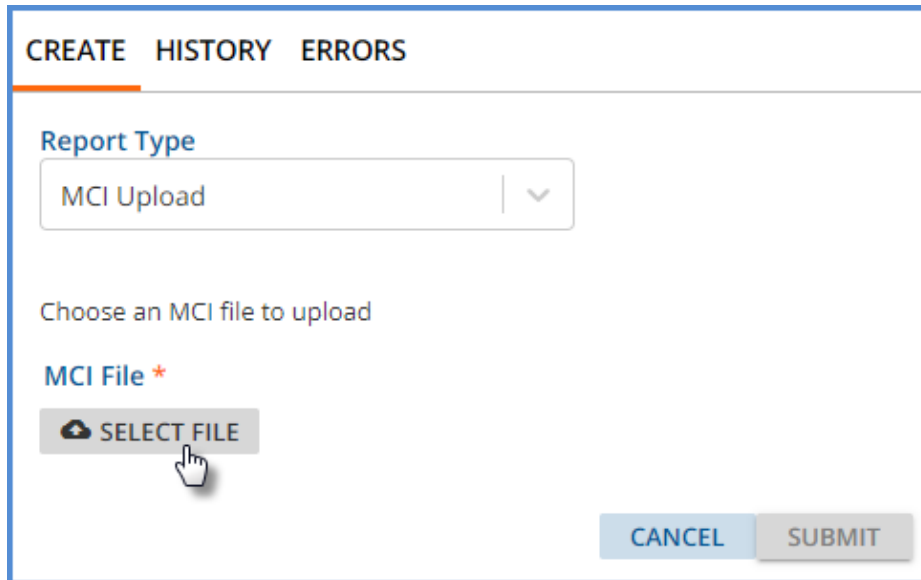 CREATE HISTORY ERRORS
Report Type
MCI Upload
Choose an MCI file to upload
MCI File *
SELECT FILE
CANCEL SUBMIT